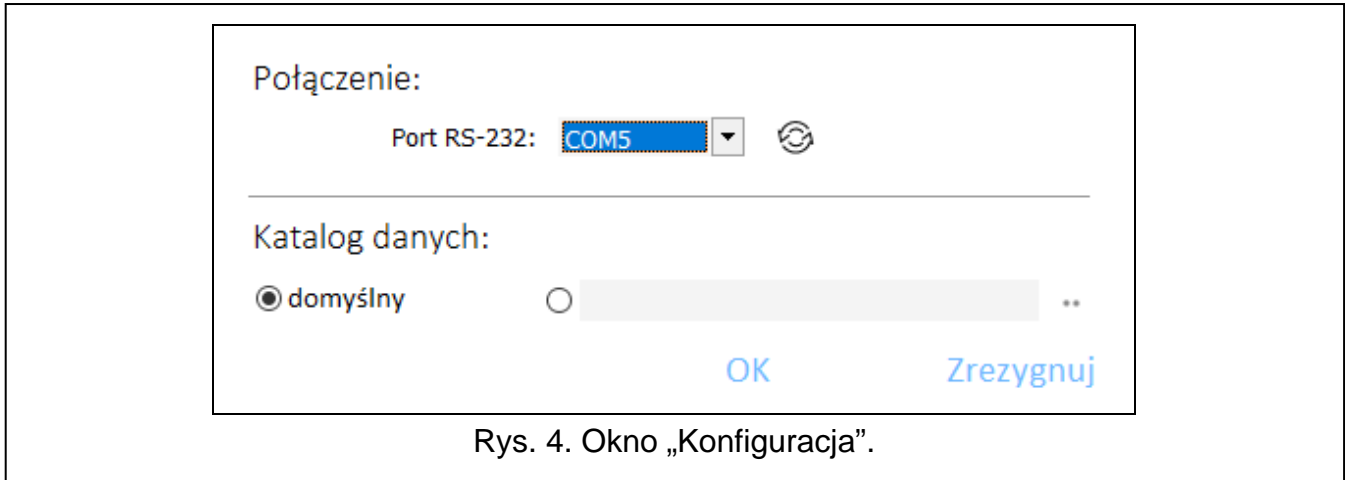 Połączenie:
Port RS-232: COM5
Katalog danych:
domyślny ..
OK Zrezygnuj
Rys. 4. Okno „Konfiguracja”.